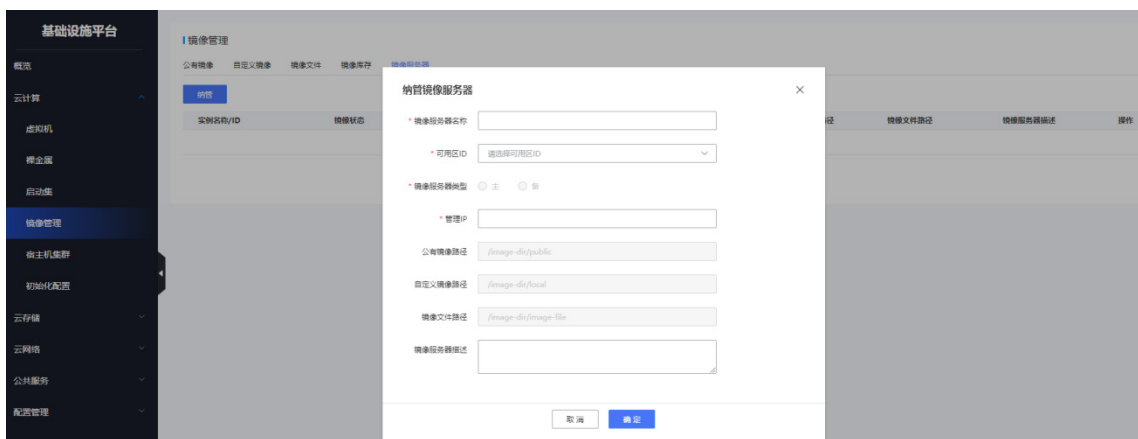 基础设施平台
概览
云计算
虚拟机
裸金属
启动集
镜像管理
宿主机集群
初始化配置
云存储
云网络
公共服务
配置管理
镜像管理
公有镜像 自定义镜像 镜像文件 镜像库存 镜像服务器
纳管
实例名称/ID 镜像状态 镜像文件路径 镜像服务器描述 操作
纳管镜像服务器
* 镜像服务器名称
* 可用区ID 请选择可用区ID
* 镜像服务器类型 主 备
* 管理IP
公有镜像路径 /image-dir/public
自定义镜像路径 /image-dir/local
镜像文件路径 /image-dir/image-file
镜像服务器描述
取消 确定